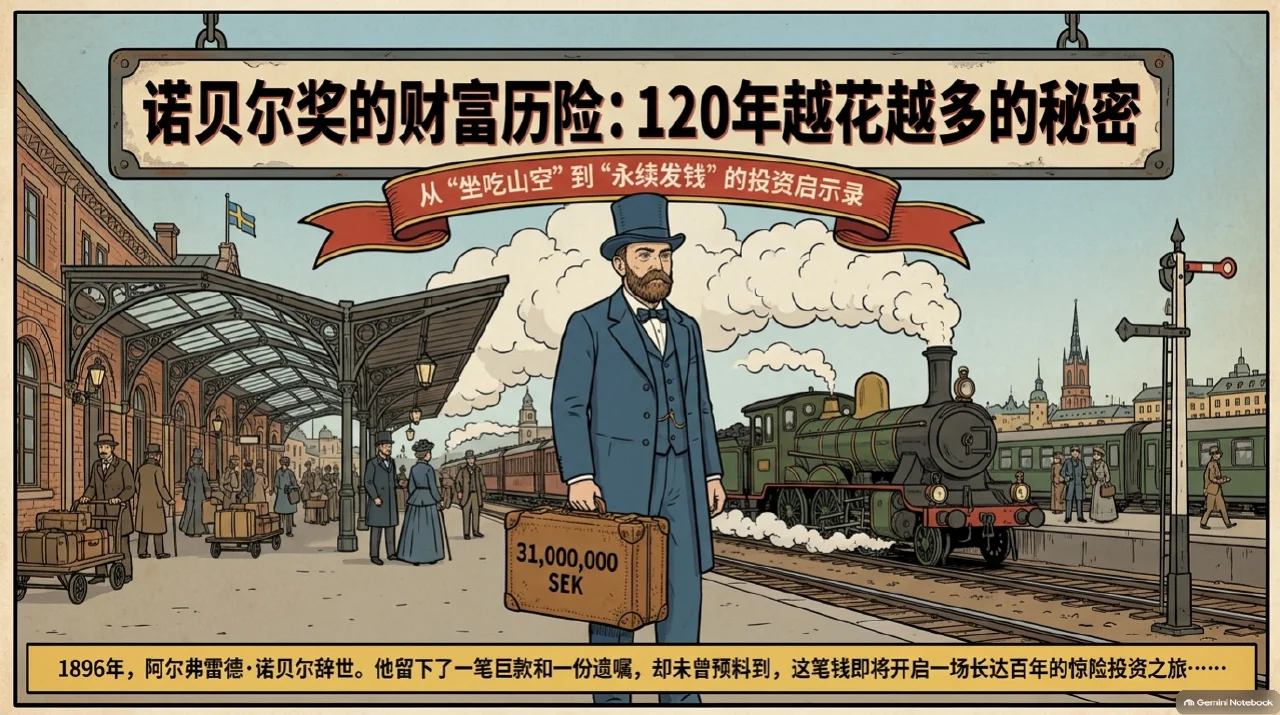 诺贝尔奖的财富历险：120年越花越多的秘密
从“坐吃山空”到“永续发钱”的投资启示录
31,000,000
SEK
1896年，阿尔弗雷德·诺贝尔辞世。他留下了一笔巨款和一份遗嘱，却未曾预料到，这笔钱即将开启一场长达百年的惊险投资之旅⋯⋯
Gemini Notebook